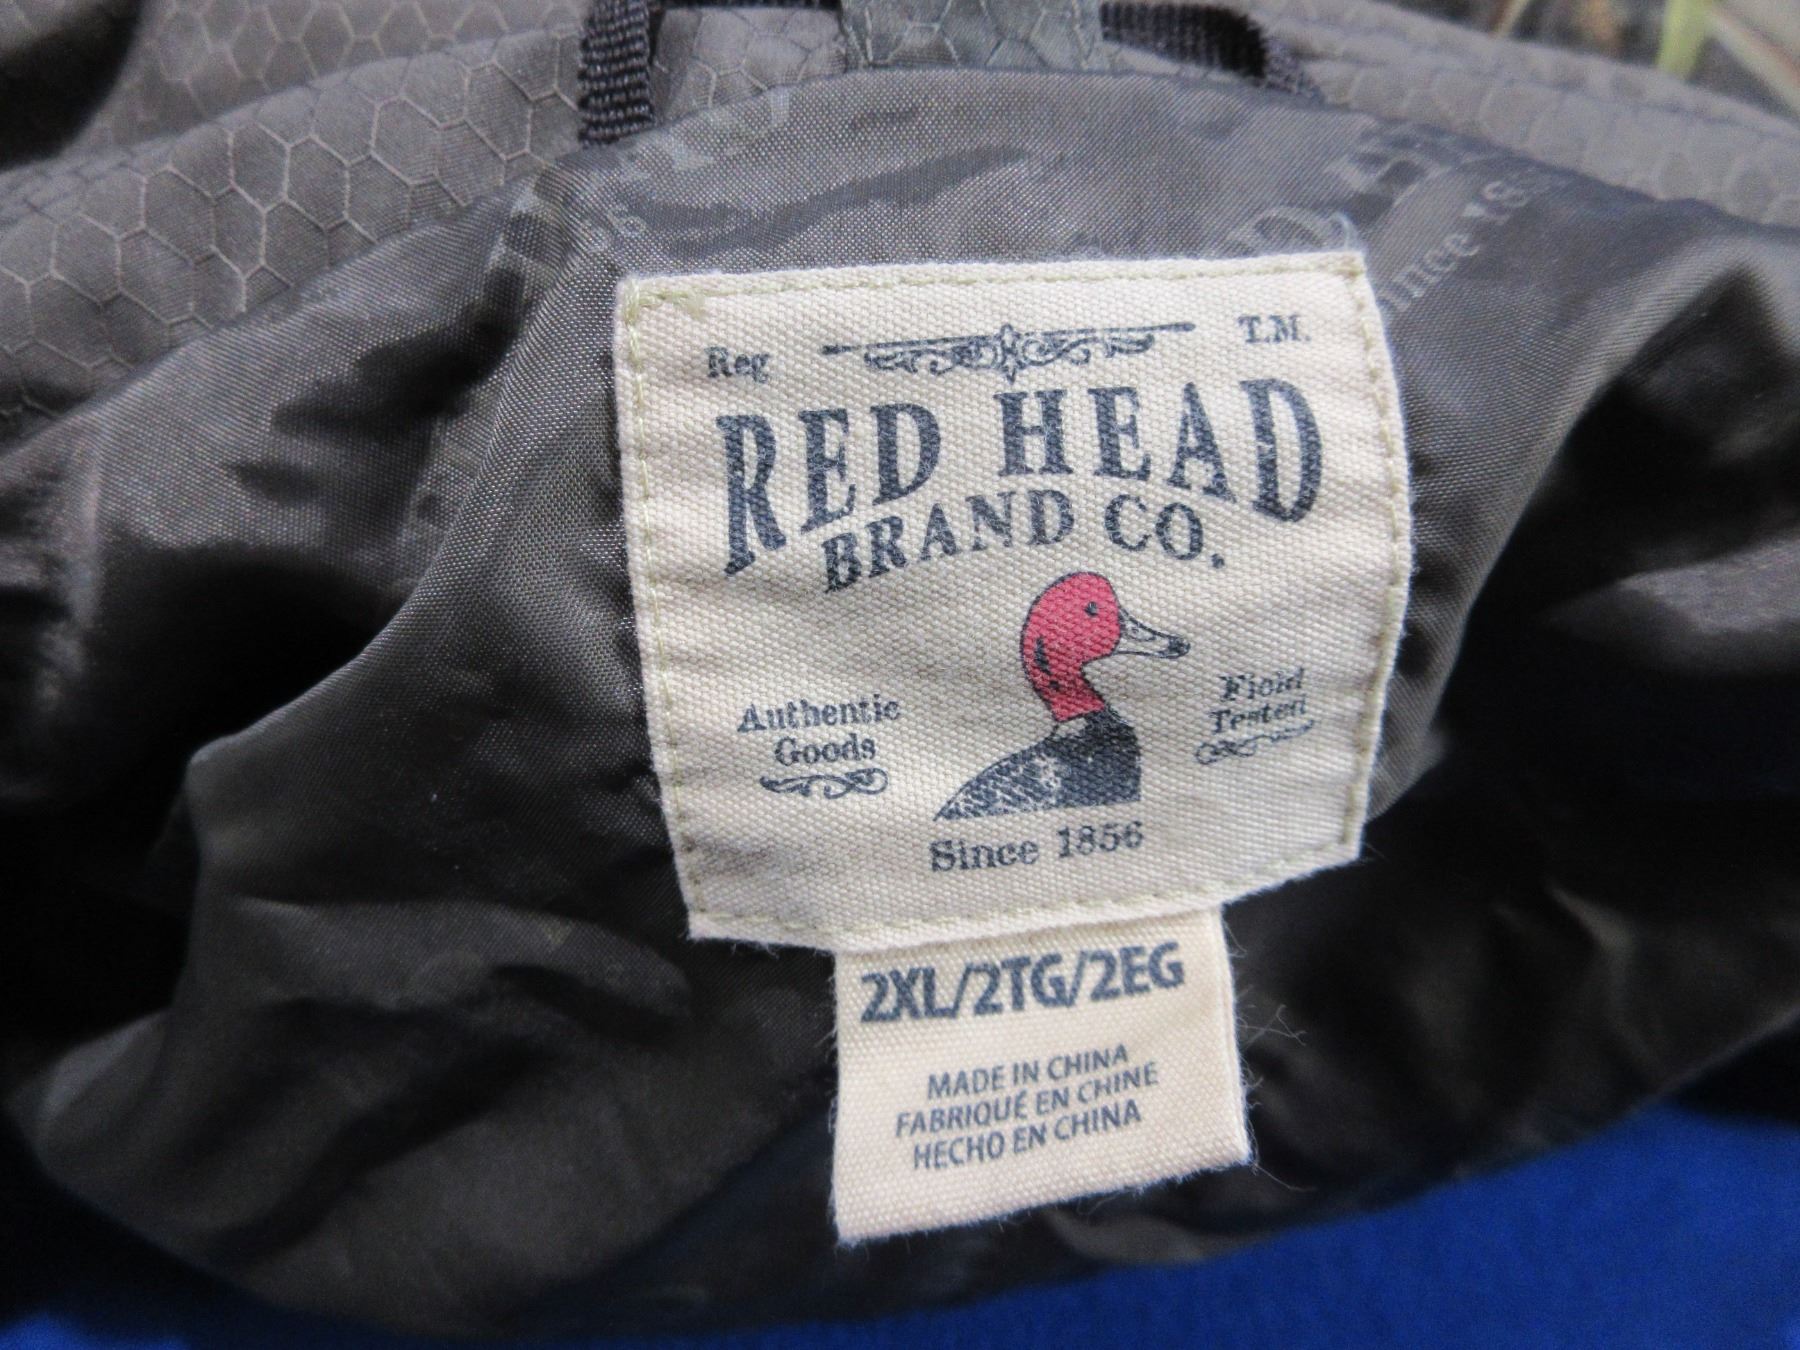 Reg T.M.
RED HEAD
BRAND CO.
Authentic
Goods
Field
Tested
Since 1856
2XL/2TG/2EG
MADE IN CHINA
FABRIQUÉ EN CHINE
HECHO EN CHINA